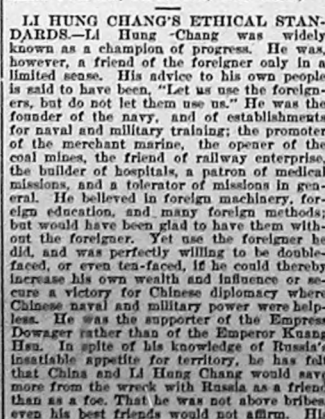 LI HUNG CHANG'S ETHICAL STAN-
DARDS.—Li Hung Chang was widely
known as a champion of progress. He was,
however, a friend of the foreigner only in a
limited sense. His advice to his own people
is said to have been, "Let us use the foreign-
ers, but do not let them use us." He was the
founder of the navy, and of establishments
for naval and military training; the promoter
of the merchant marine, the opener of the
coal mines, the friend of railway enterprise,
the builder of hospitals, a patron of medical
missions, and a tolerator of missions in gen-
eral. He believed in foreign machinery, for-
eign education, and many foreign methods;
but would have been glad to have them with-
out the foreigner. Yet use the foreigner he
did, and was perfectly willing to be double-
faced, or even ten-faced, if he could thereby
increase his own wealth and influence or se-
cure a victory for Chinese diplomacy where
Chinese naval and military power were help-
less. He was the supporter of the Empress
Dowager rather than of the Emperor Kuang
Hsu. In spite of his knowledge of Russia's
insatiable appetite for territory, he has felt
that China and Li Hung Chang would save
more from the wreck with Russia as a friend
than as a foe. That he was not above bribes
even his best friends would not affirm. He